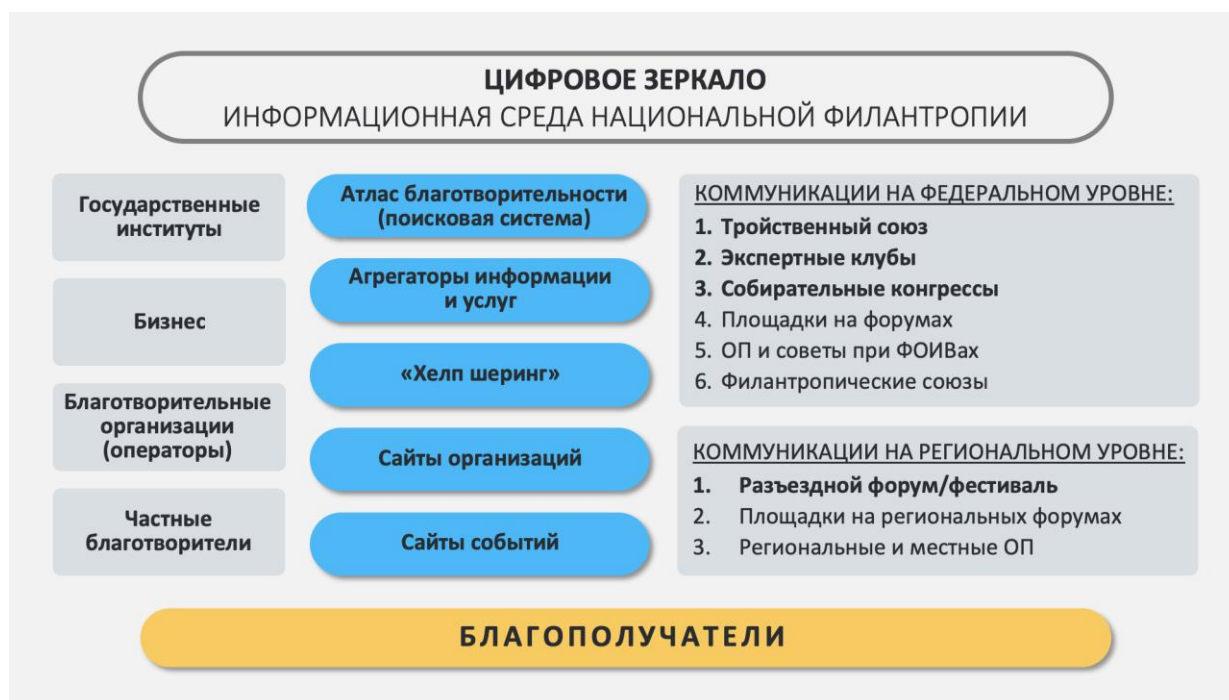 ЦИФРОВОЕ ЗЕРКАЛО
ИНФОРМАЦИОННАЯ СРЕДА НАЦИОНАЛЬНОЙ ФИЛАНТРОПИИ
Государственные
институты
Бизнес
Благотворительные
организации
(операторы)
Частные
благотворители
Атлас благотворительности
(поисковая система)
Агрегаторы информации
и услуг
«Хелп шеринг»
Сайты организаций
Сайты событий
КОММУНИКАЦИИ НА ФЕДЕРАЛЬНОМ УРОВНЕ:
1. Тройственный союз
2. Экспертные клубы
3. Собирательные конгрессы
4. Площадки на форумах
5. ОП и советы при ФОИВах
6. Филантропические союзы
КОММУНИКАЦИИ НА РЕГИОНАЛЬНОМ УРОВНЕ:
1. Разъездной форум/фестиваль
2. Площадки на региональных форумах
3. Региональные и местные ОП
БЛАГОПОЛУЧАТЕЛИ